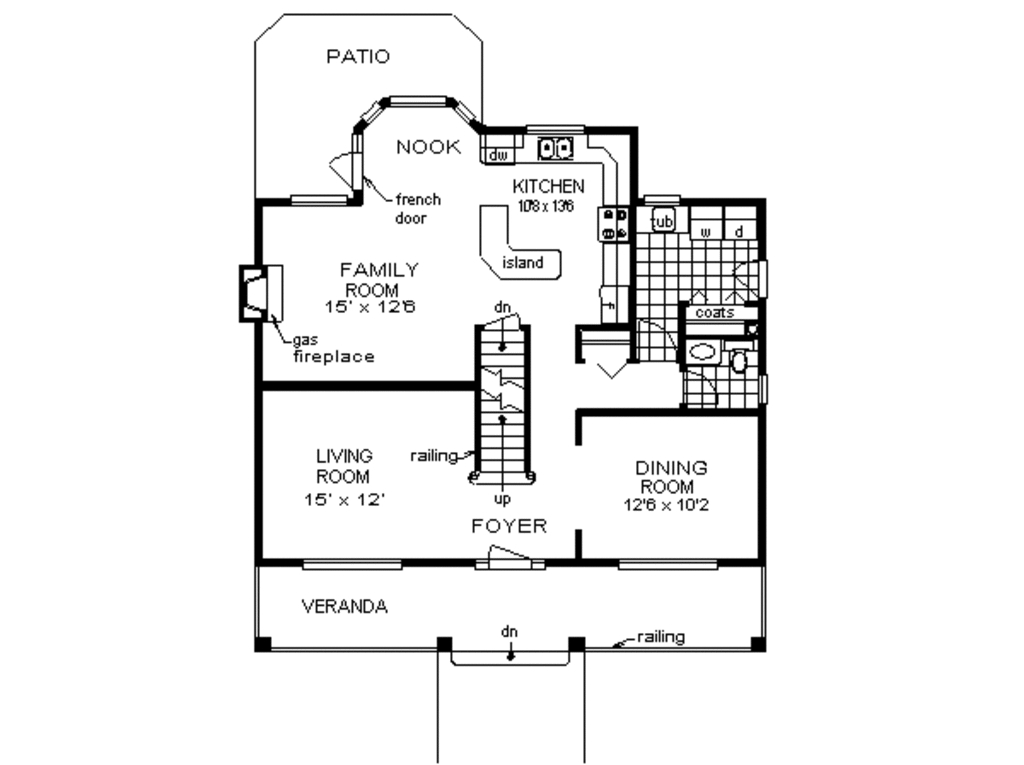 PATIO
NOOK
dw
KITCHEN
10'8 x 13'6
french
door
tub
w
d
island
FAMILY
ROOM
15' x 12'6
f
dn
coats
gas
fireplace
LIVING
ROOM
15' x 12'
railing
up
DINING
ROOM
12'6 x 10'2
FOYER
VERANDA
dn
railing